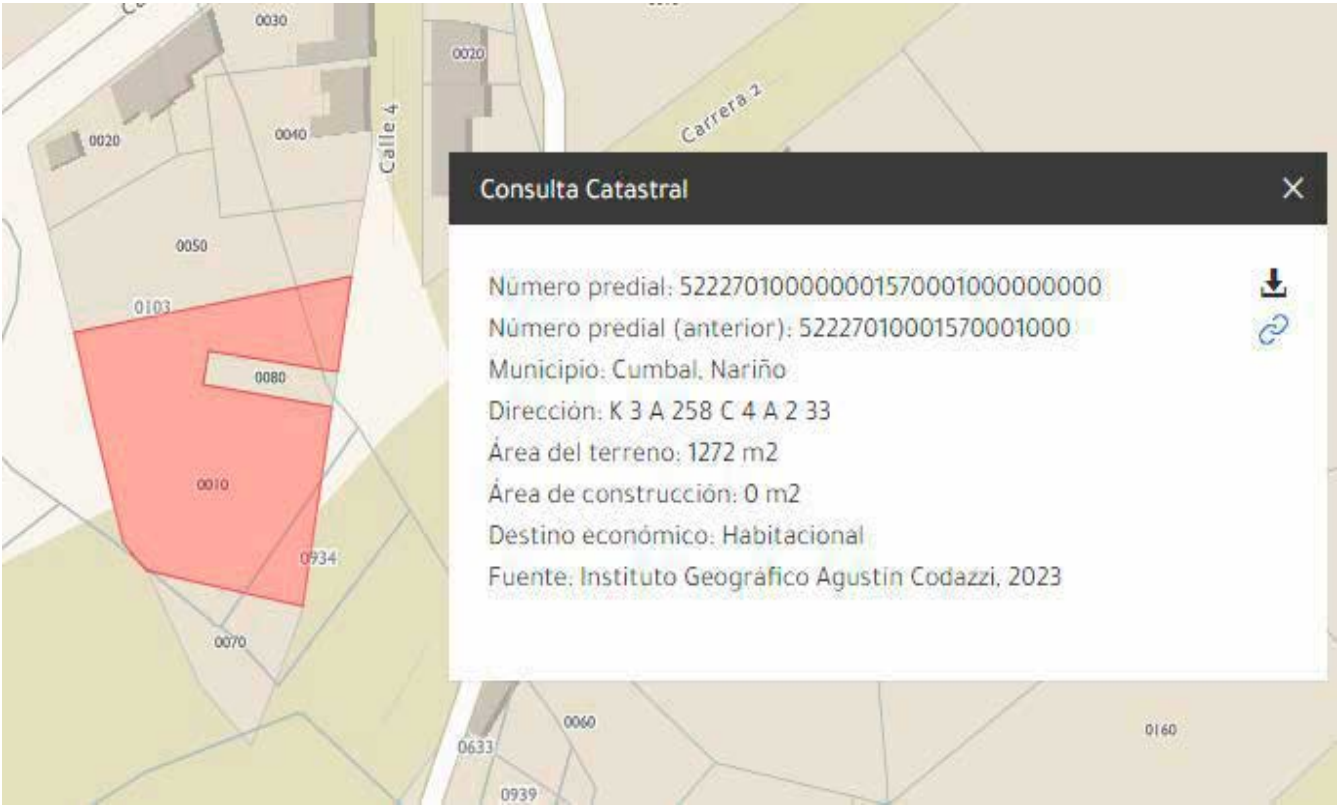 0030
0020
Carrera 2
Calle 4
0020
0040
0050
0103
0080
0010
0934
0070
0633
0060
0939
0160
Consulta Catastral
Número predial: 522270100000001570001000000000
Número predial (anterior): 52227010001570001000
Municipio: Cumbal, Nariño
Dirección: K 3 A 258 C 4 A 2 33
Área del terreno: 1272 m2
Área de construcción: 0 m2
Destino económico: Habitacional
Fuente: Instituto Geográfico Agustín Codazzi, 2023